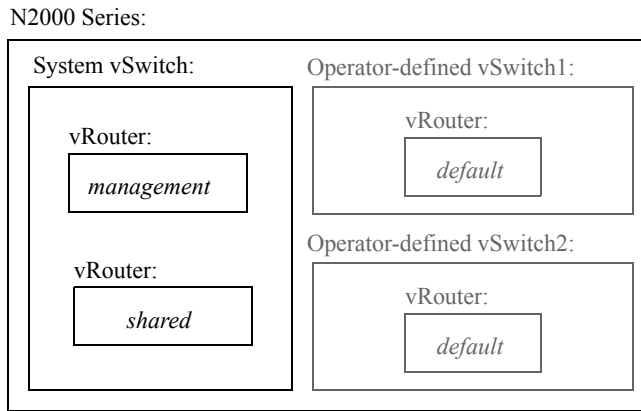 N2000 Series:
System vSwitch:
vRouter:
management
vRouter:
shared
Operator-defined vSwitch1:
vRouter:
default
Operator-defined vSwitch2:
vRouter:
default